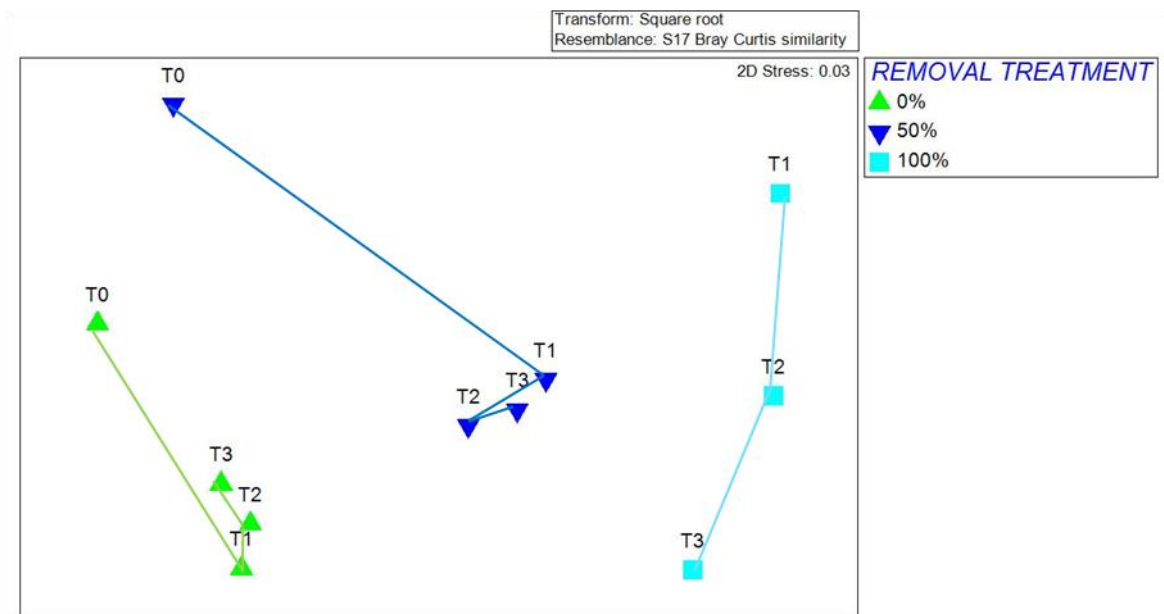 Transform: Square root
Resemblance: S17 Bray Curtis similarity
2D Stress: 0.03
REMOVAL TREATMENT
0%
50%
100%
T0
T1
T0
T1
T3
T2
T2
T3
T2
T1
T3